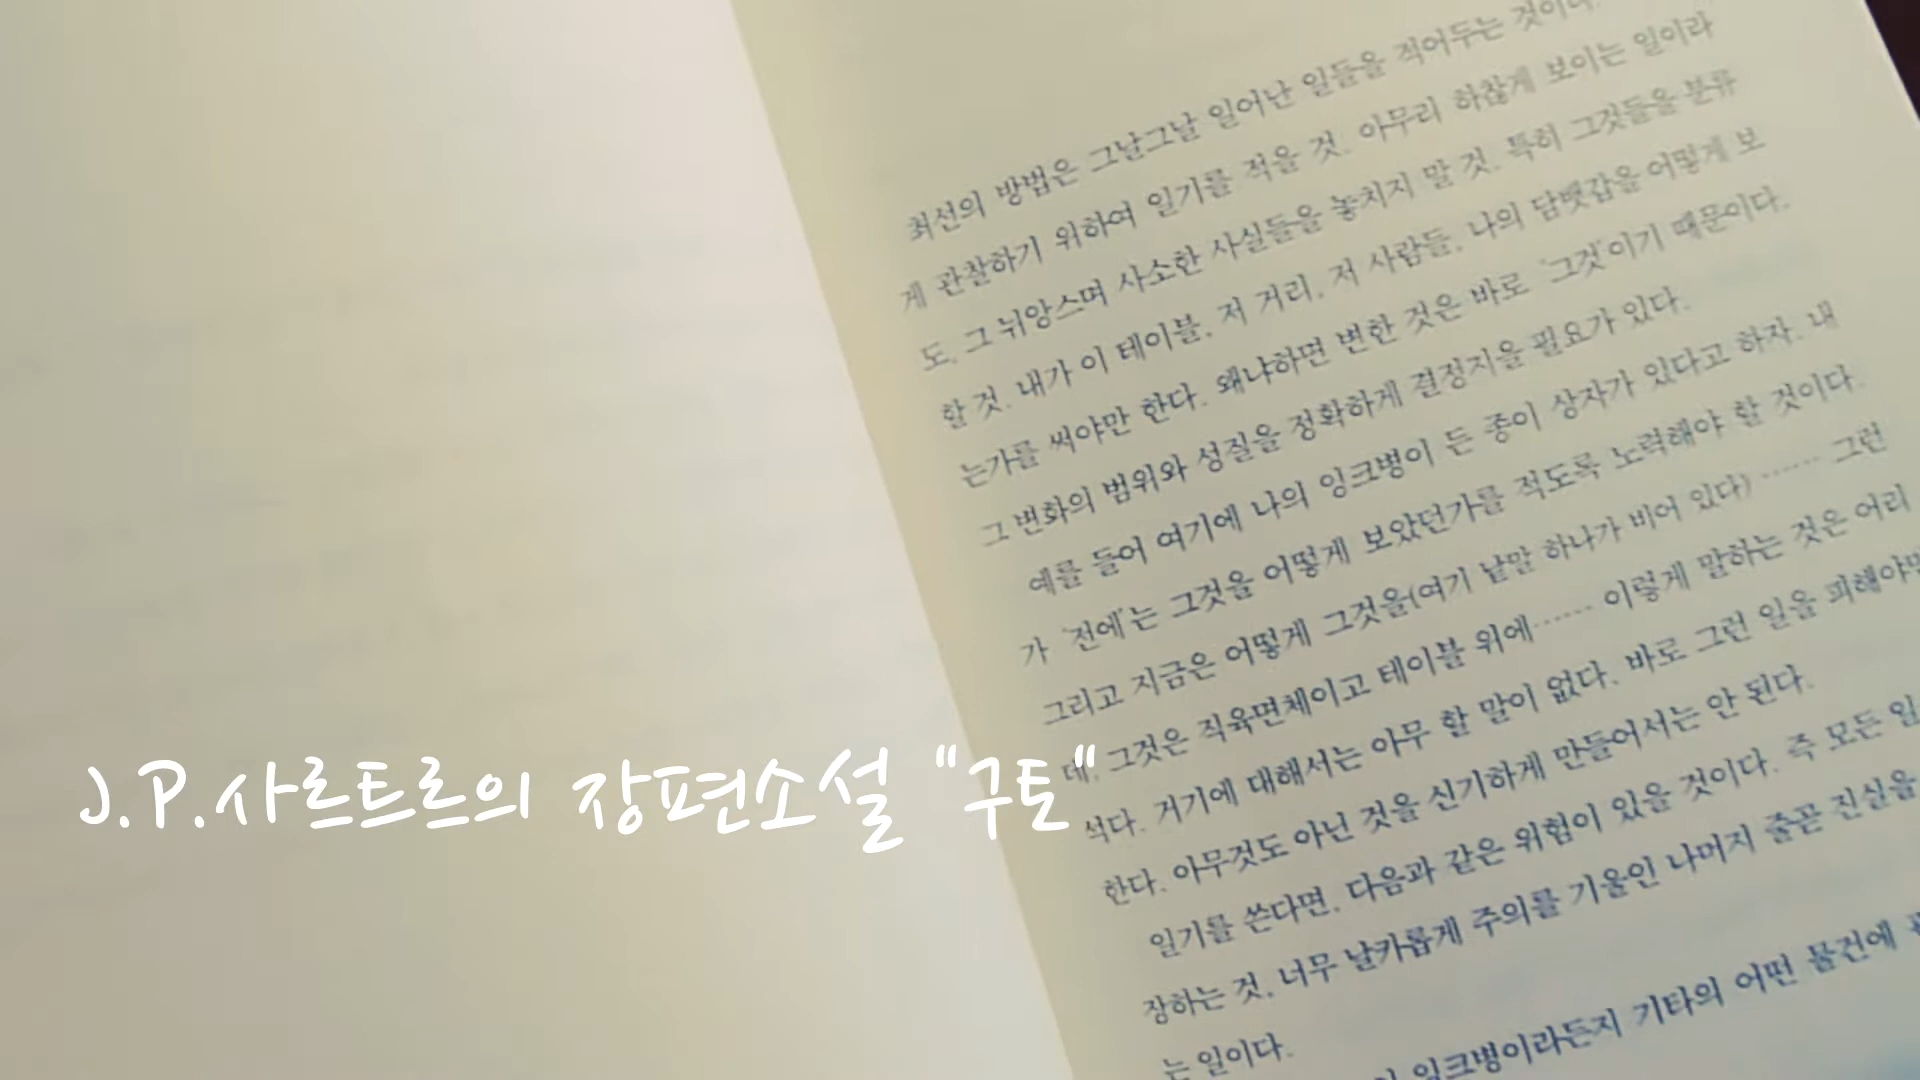 최선의 방법은 그날그날 일어난 일들을 적어두는 것이다.
게 관찰하기 위하여 일기를 적을 것. 아무리 하찮게 보이는 일이라
도, 그 뉘앙스며 사소한 사실들을 놓치지 말 것. 특히 그것들을 분류
할 것. 내가 이 테이블, 저 거리, 저 사람들, 나의 담뱃갑을 어떻게 보
는가를 써야만 한다. 왜냐하면 변한 것은 바로 '그것'이기 때문이다.
그 변화의 범위와 성질을 정확하게 결정지을 필요가 있다.
예를 들어 여기에 나의 잉크병이 든 종이 상자가 있다고 하자. 내
가 '전에'는 그것을 어떻게 보았던가를 적도록 노력해야 할 것이다.
그리고 지금은 어떻게 그것을(여기 낱말 하나가 비어 있다) …… 그런
데, 그것은 직육면체이고 테이블 위에…… 이렇게 말하는 것은 어리
석다. 거기에 대해서는 아무 할 말이 없다. 바로 그런 일을 피해야만
한다. 아무것도 아닌 것을 신기하게 만들어서는 안 된다.
일기를 쓴다면, 다음과 같은 위험이 있을 것이다. 즉 모든 일
장하는 것, 너무 날카롭게 주의를 기울인 나머지 줄곧 진실을
는 일이다.
잉크병이라든지 기타의 어떤 물건에
J.P.사르트르의 장편소설 "구토"